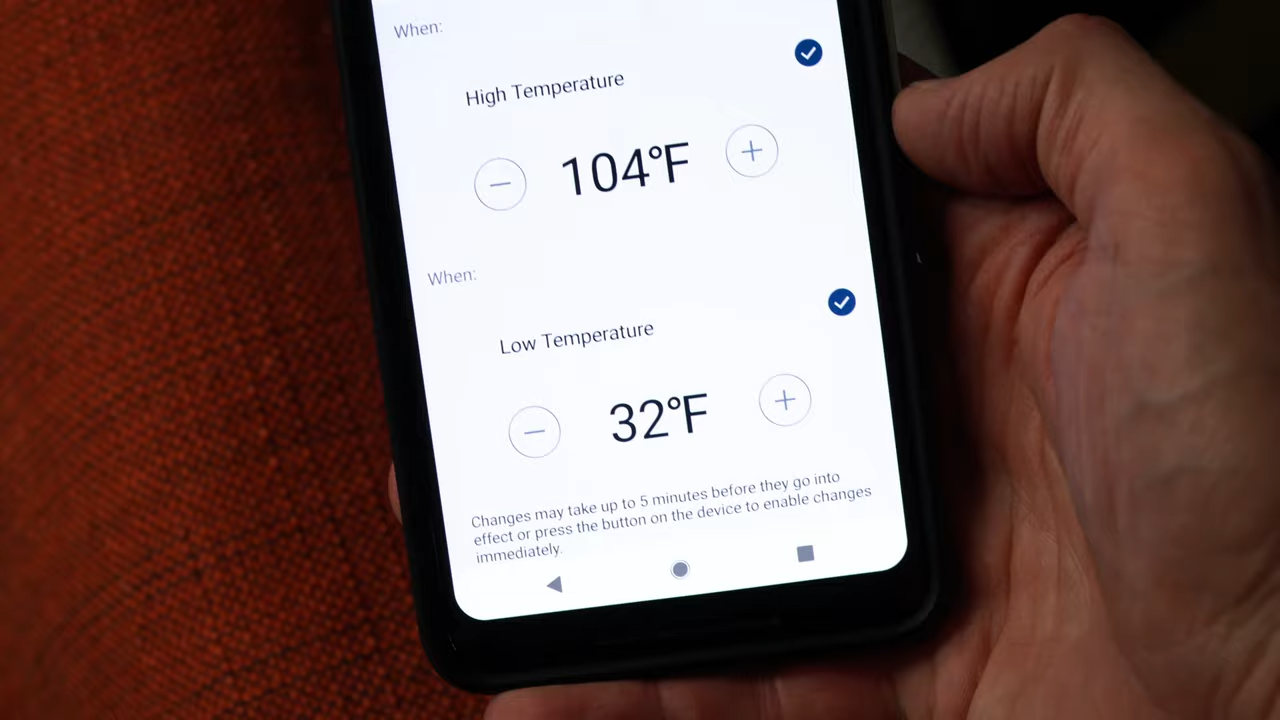 When:
High Temperature
104°F
When:
Low Temperature
32°F
Changes may take up to 5 minutes before they go into
effect or press the button on the device to enable changes
immediately.